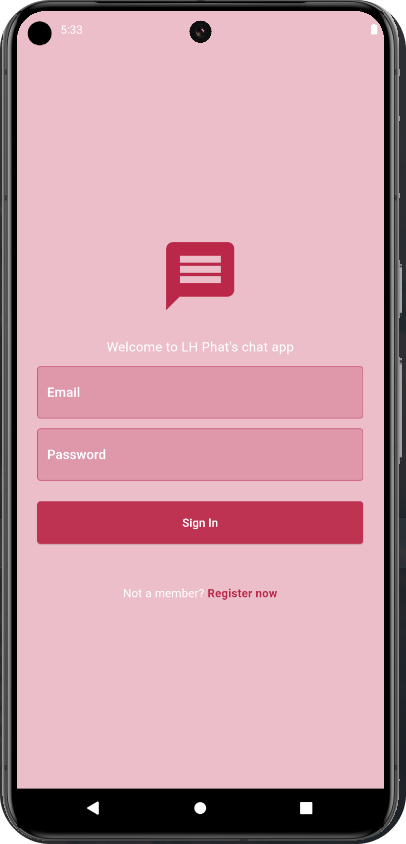 5:33
Welcome to LH Phat's chat app
Email
Password
Sign In
Not a member? Register now